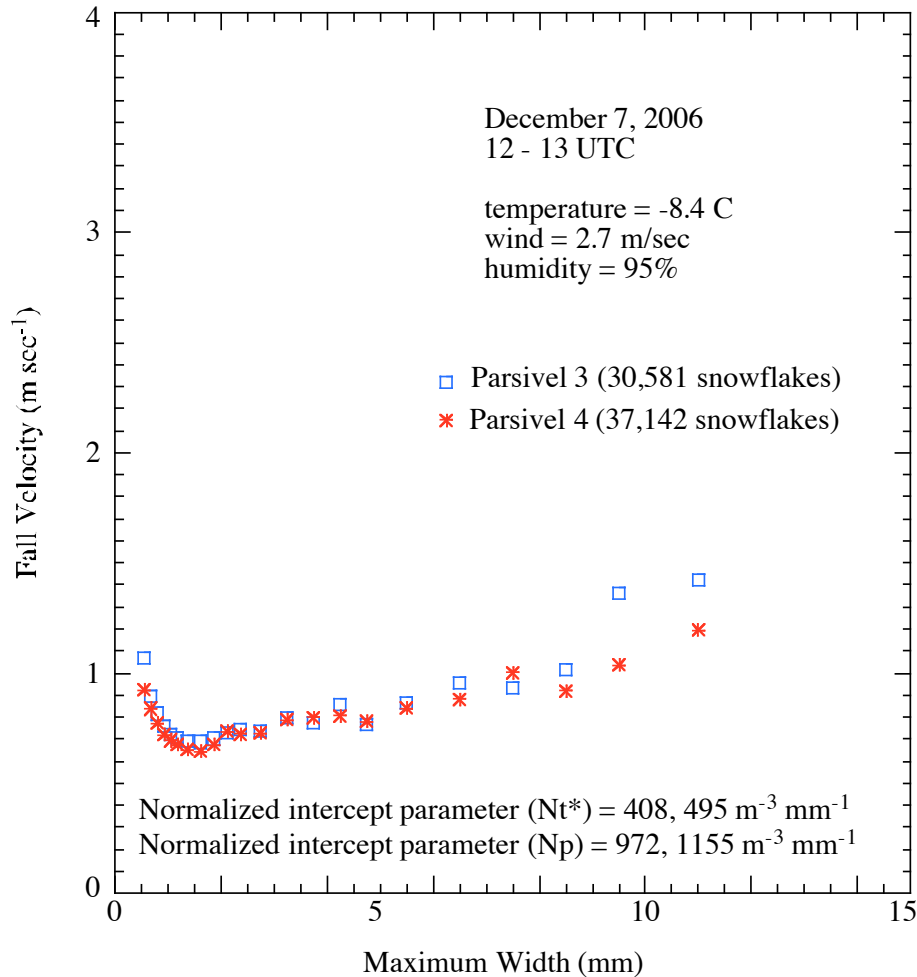 4
December 7, 2006
12 - 13 UTC
3
temperature = -8.4 C
wind = 2.7 m/sec
humidity = 95%
Fall Velocity (m sec-1)
Parsivel 3 (30,581 snowflakes)
Parsivel 4 (37,142 snowflakes)
2
1
Normalized intercept parameter (Nt*) = 408, 495 m-3 mm-1
Normalized intercept parameter (Np) = 972, 1155 m-3 mm-1
0
0 5 10 15
Maximum Width (mm)